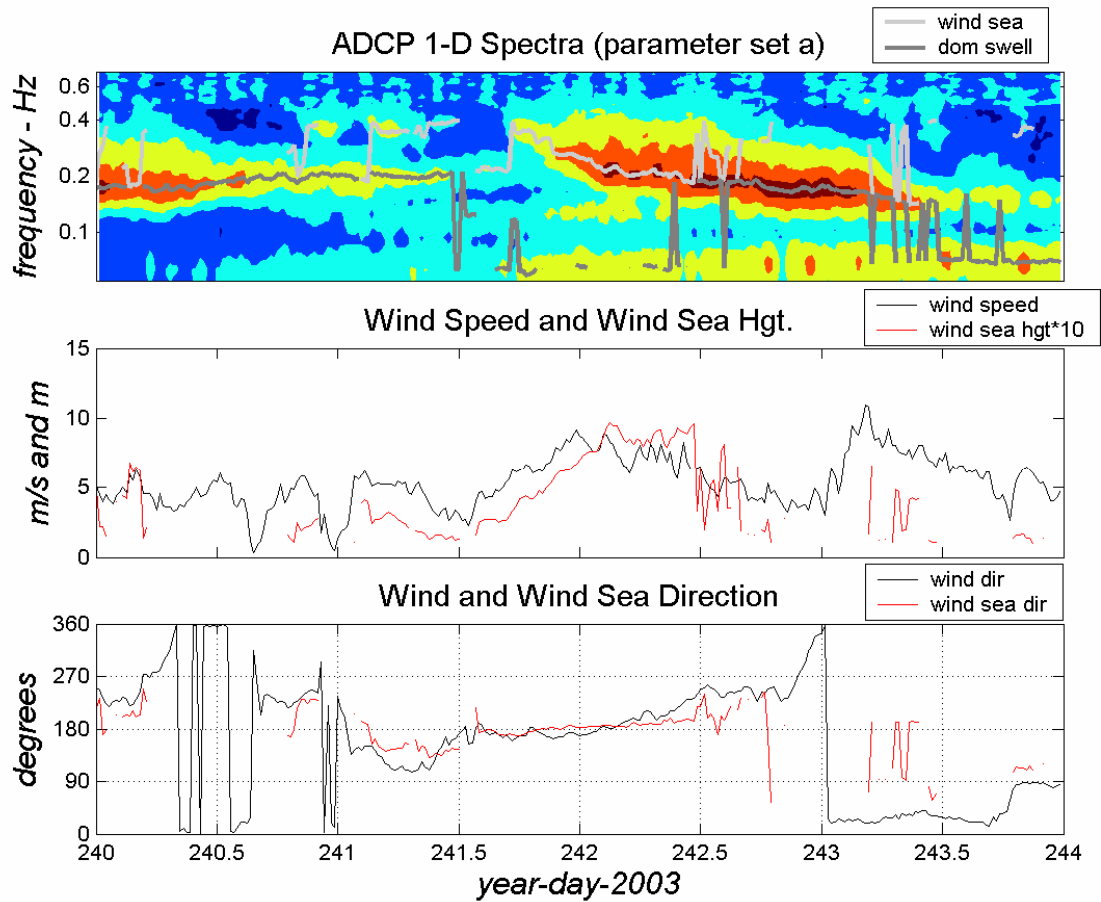 wind sea
dom swell
ADCP 1-D Spectra (parameter set a)
frequency - Hz
0.6
0.4
0.2
0.1
wind speed
wind sea hgt*10
Wind Speed and Wind Sea Hgt.
m/s and m
15
10
5
0
wind dir
wind sea dir
Wind and Wind Sea Direction
degrees
360
270
180
90
0
240 240.5 241 241.5 242 242.5 243 243.5 244
year-day-2003